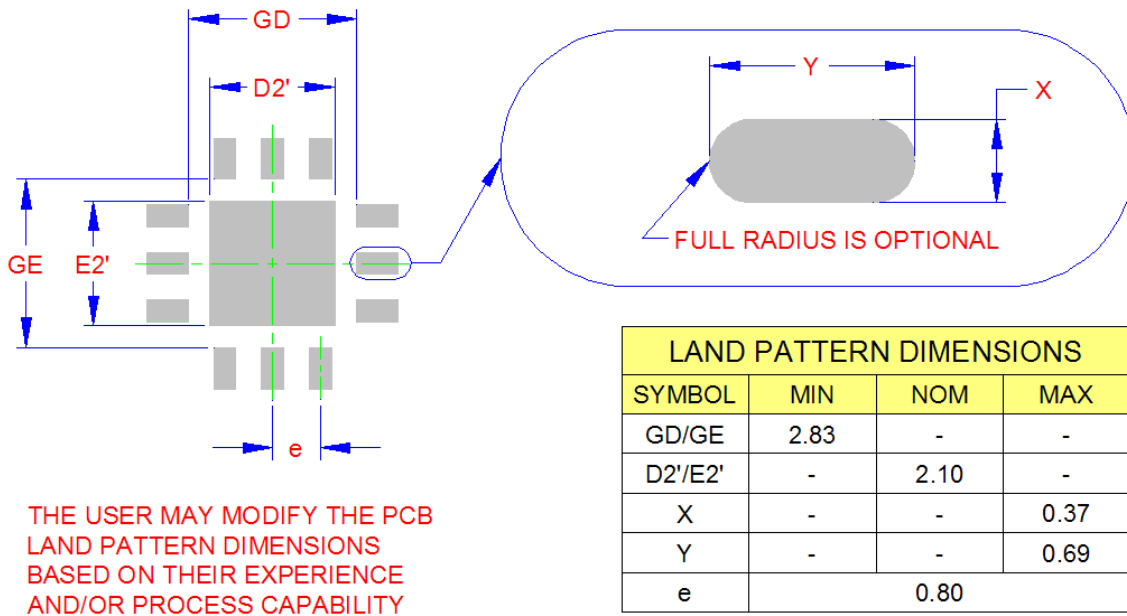 GD
D2'
GE
E2'
e
Y
X
FULL RADIUS IS OPTIONAL
THE USER MAY MODIFY THE PCB
LAND PATTERN DIMENSIONS
BASED ON THEIR EXPERIENCE
AND/OR PROCESS CAPABILITY
LAND PATTERN DIMENSIONS
SYMBOL MIN NOM MAX
GD/GE 2.83 - -
D2'/E2' - 2.10 -
X - - 0.37
Y - - 0.69
e 0.80